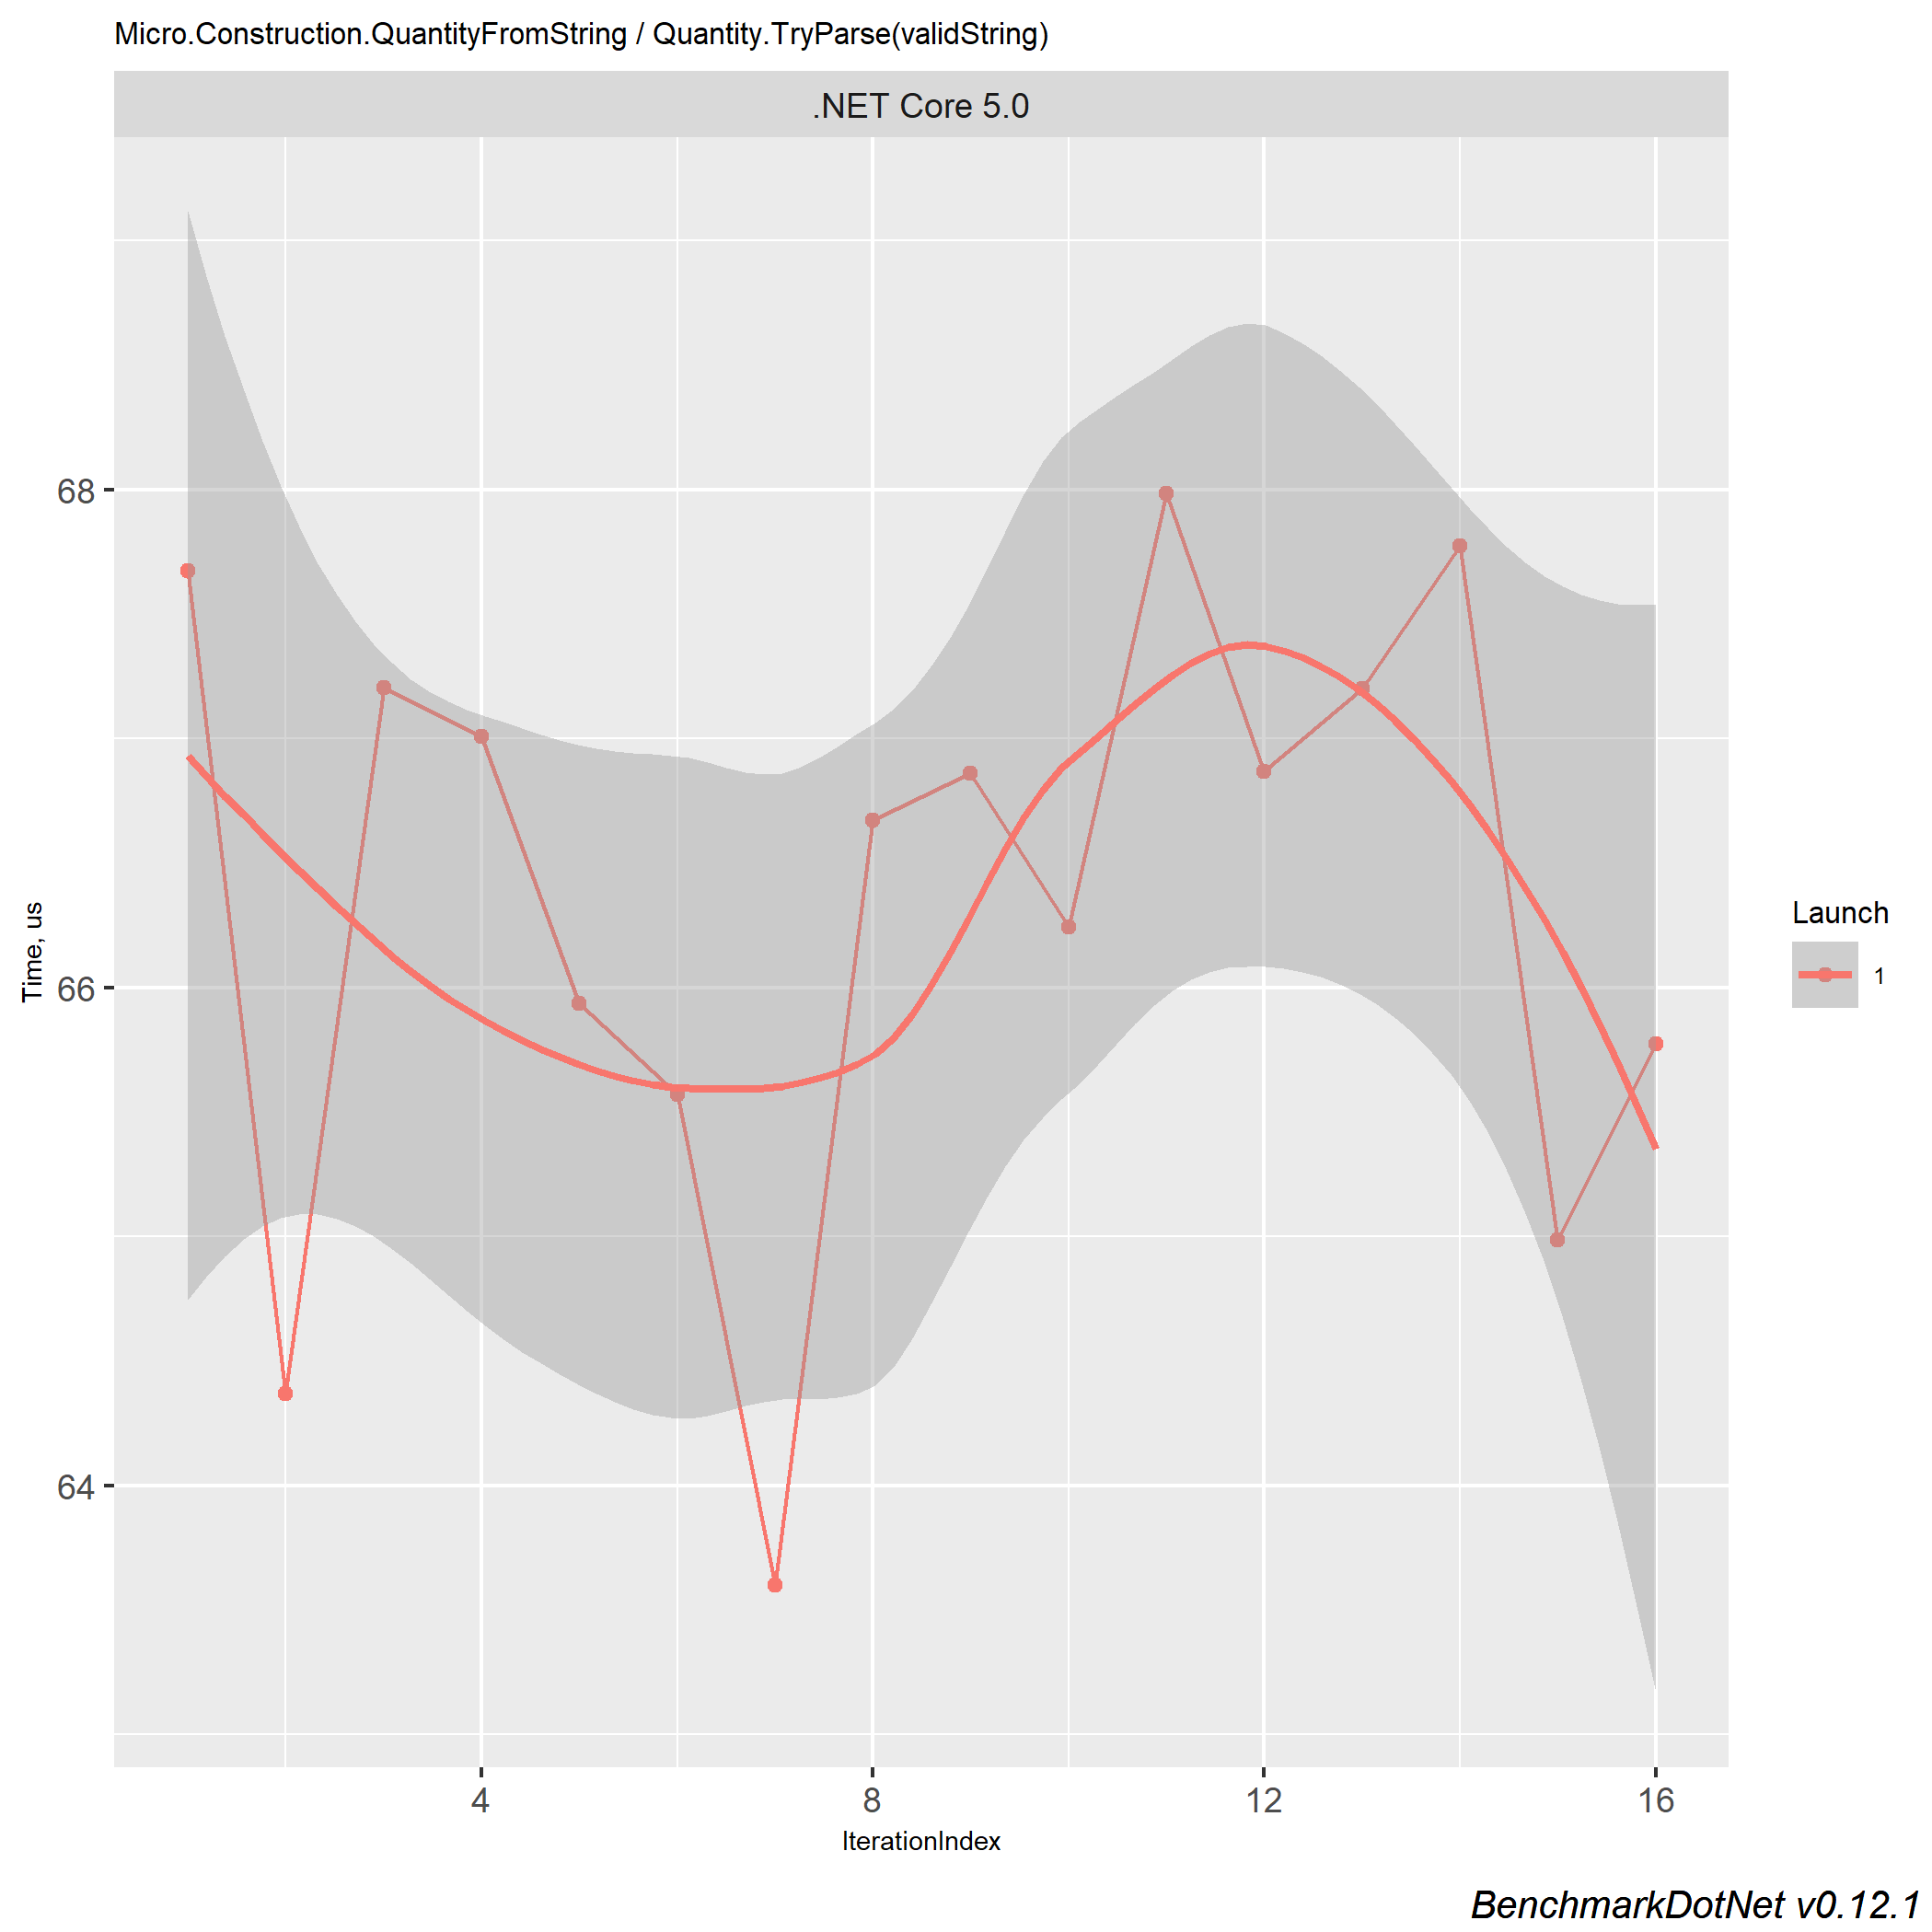 Micro.Construction.QuantityFromString / Quantity.TryParse(validString)
.NET Core 5.0
68
66
64
Time, us
4
8
12
16
IterationIndex
Launch
1
BenchmarkDotNet v0.12.1